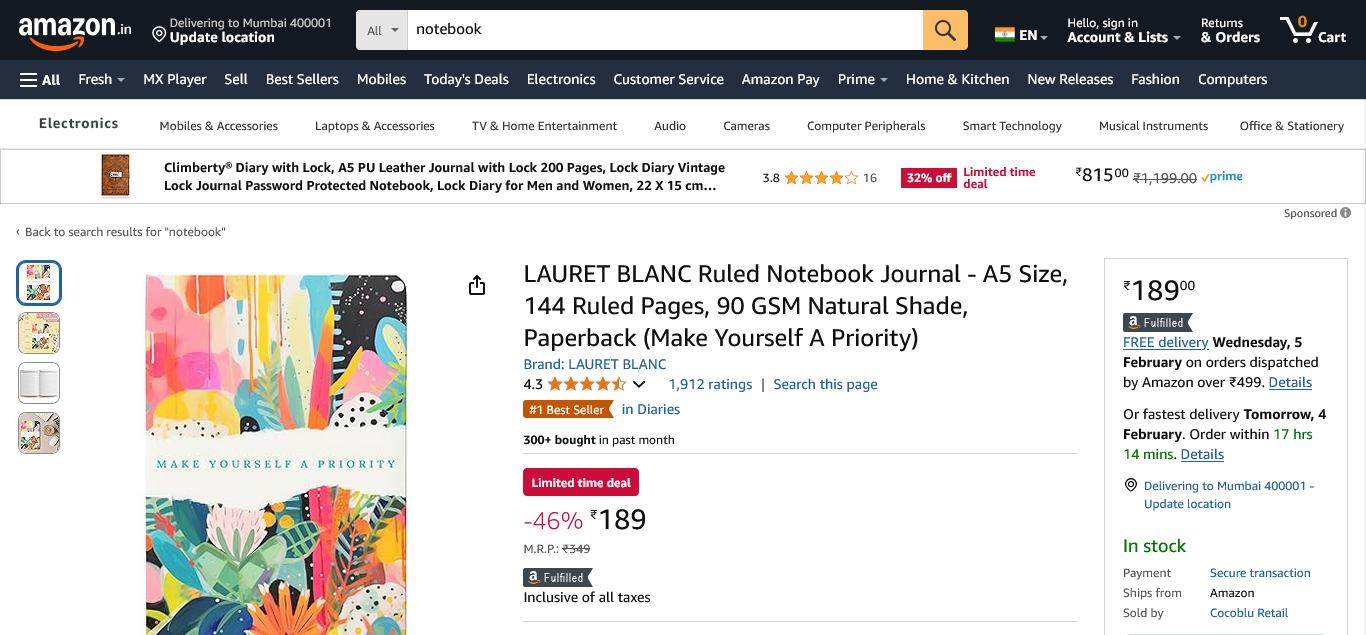 amazon.in
Delivering to Mumbai 400001
Update location
All
notebook
EN
Hello, sign in
Account & Lists
Returns
& Orders
0
Cart
All
Fresh
MX Player
Sell
Best Sellers
Mobiles
Today's Deals
Electronics
Customer Service
Amazon Pay
Prime
Home & Kitchen
New Releases
Fashion
Computers
Electronics
Mobiles & Accessories
Laptops & Accessories
TV & Home Entertainment
Audio
Cameras
Computer Peripherals
Smart Technology
Musical Instruments
Office & Stationery
Climberty® Diary with Lock, A5 PU Leather Journal with Lock 200 Pages, Lock Diary Vintage
Lock Journal Password Protected Notebook, Lock Diary for Men and Women, 22 X 15 cm...
3.8
16
32% off
Limited time
deal
₹81500
₹1,199.00
prime
Sponsored
‹ Back to search results for "notebook"
MAKE YOURSELF A PRIORITY
LAURET BLANC Ruled Notebook Journal - A5 Size,
144 Ruled Pages, 90 GSM Natural Shade,
Paperback (Make Yourself A Priority)
Brand: LAURET BLANC
4.3
1,912 ratings | Search this page
#1 Best Seller in Diaries
300+ bought in past month
Limited time deal
-46% ₹189
M.R.P.: ₹349
a Fulfilled
Inclusive of all taxes
₹18900
a Fulfilled
FREE delivery Wednesday, 5
February on orders dispatched
by Amazon over ₹499. Details
Or fastest delivery Tomorrow, 4
February. Order within 17 hrs
14 mins. Details
Delivering to Mumbai 400001 -
Update location
In stock
Payment Secure transaction
Ships from Amazon
Sold by Cocoblu Retail